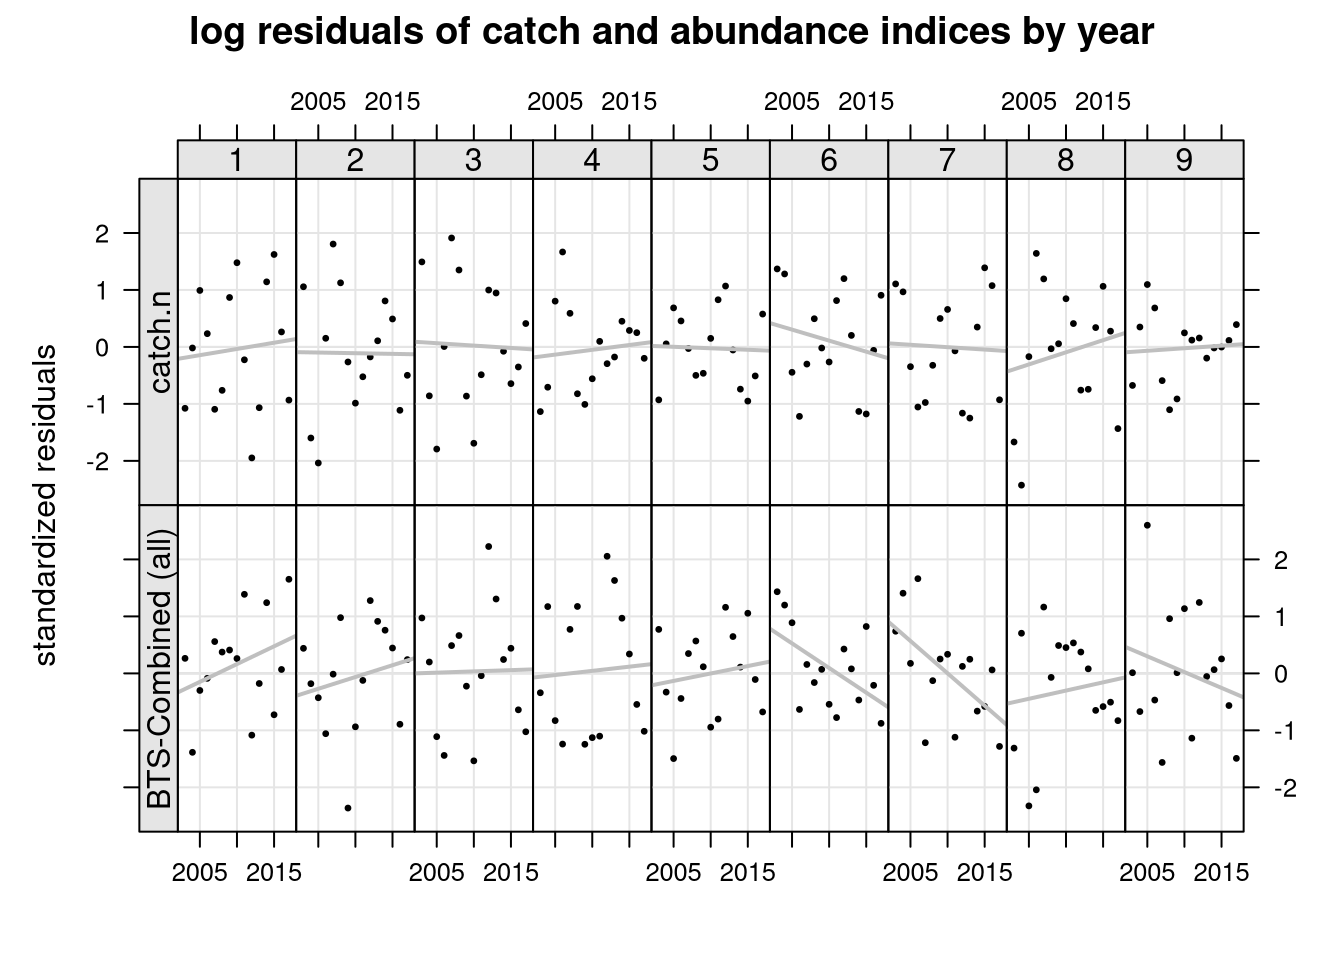 log residuals of catch and abundance indices by year
2005 2015 2005 2015 2005 2015 2005 2015
1 2 3 4 5 6 7 8 9
catch.n
2
1
0
-1
-2
standardized residuals
BTS-Combined (all)
2
1
0
-1
-2
2005 2015 2005 2015 2005 2015 2005 2015 2005 2015